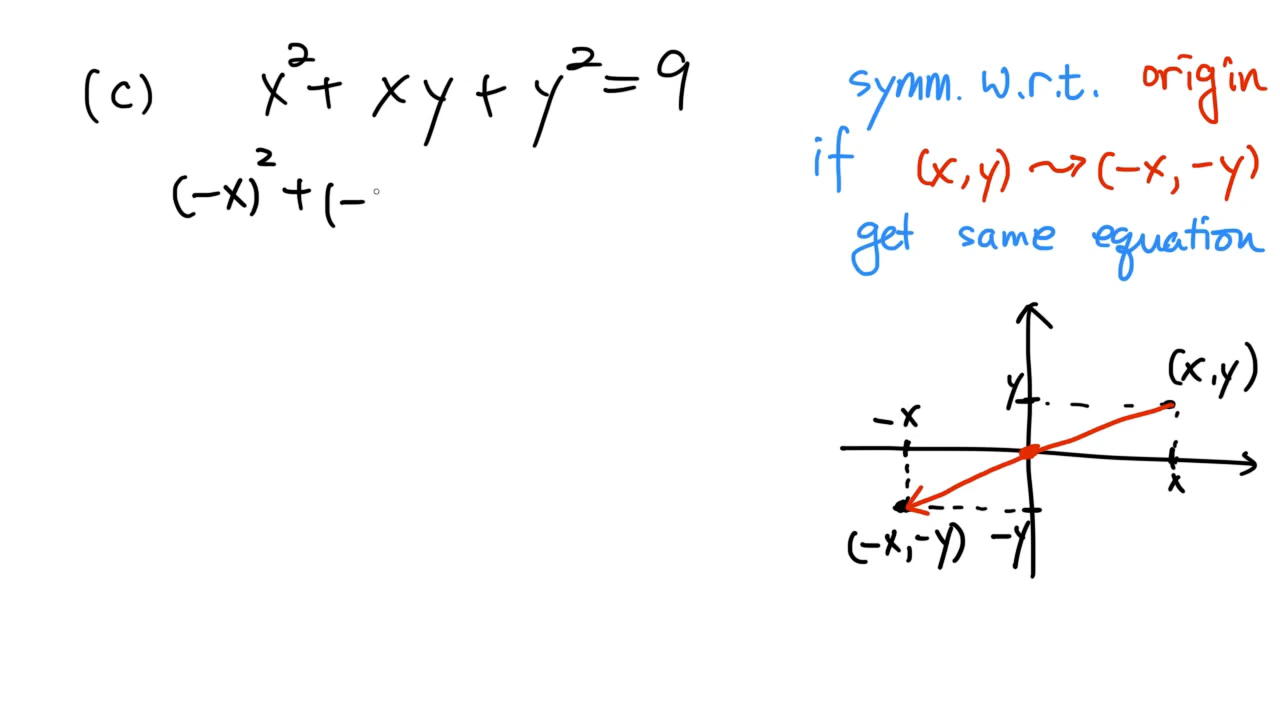 (c) x² + xy + y² = 9
(-x)² + (-
symm. w.r.t. origin
if (x, y) ⇝ (-x, -y)
get same equation
(x, y)
y
-x
x
(-x, -y) -y